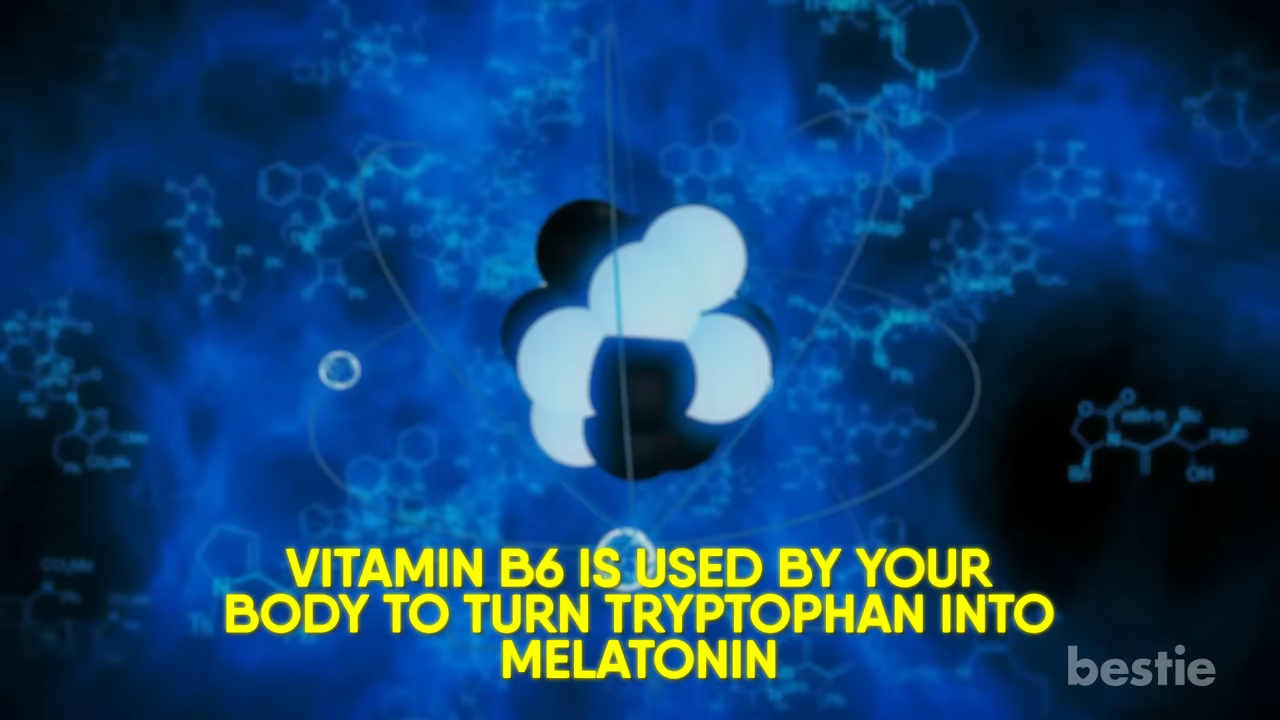 VITAMIN B6 IS USED BY YOUR
BODY TO TURN TRYPTOPHAN INTO
MELATONIN
bestie